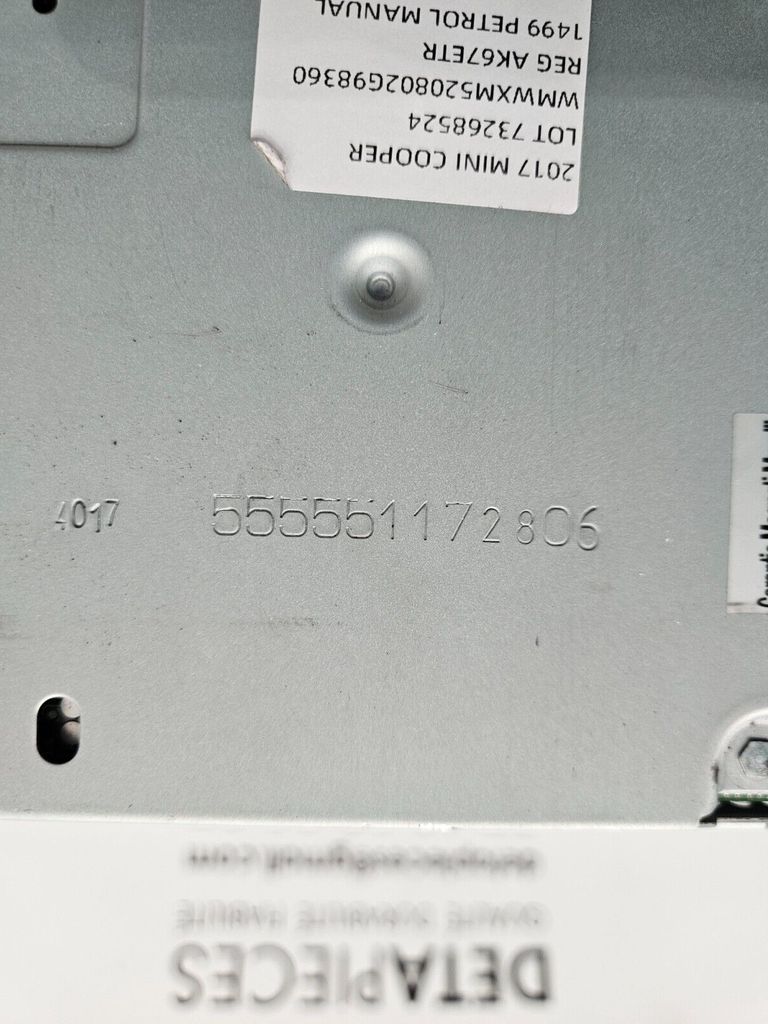 1499 PETROL MANUAL
REG AK67ETR
WMWXM520802G98360
LOT 73268524
2017 MINI COOPER
4017 555551172806
DETAPIECES